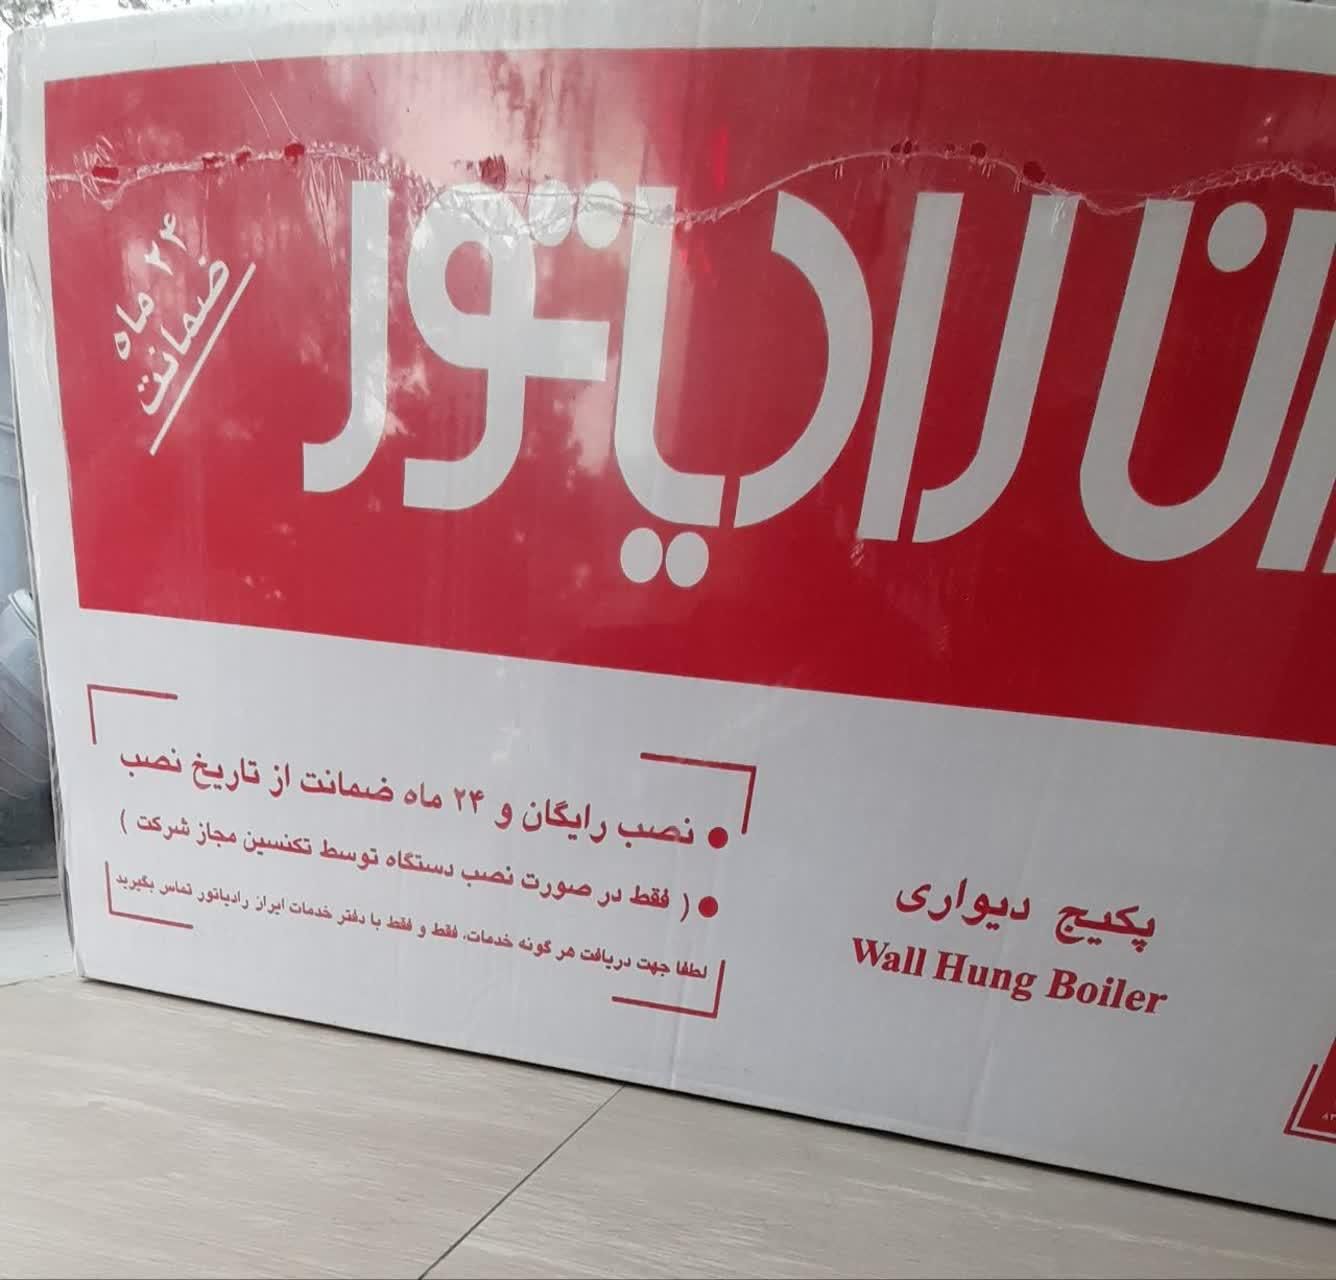 ان رادیاتور
۲۴ ماه
ضمانت
نصب رایگان و ۲۴ ماه ضمانت از تاریخ نصب
( فقط در صورت نصب دستگاه توسط تکنسین مجاز شرکت )
لطفا جهت دریافت هر گونه خدمات، فقط و فقط با دفتر خدمات ایران رادیاتور تماس بگیرید
پکیج دیواری
Wall Hung Boiler